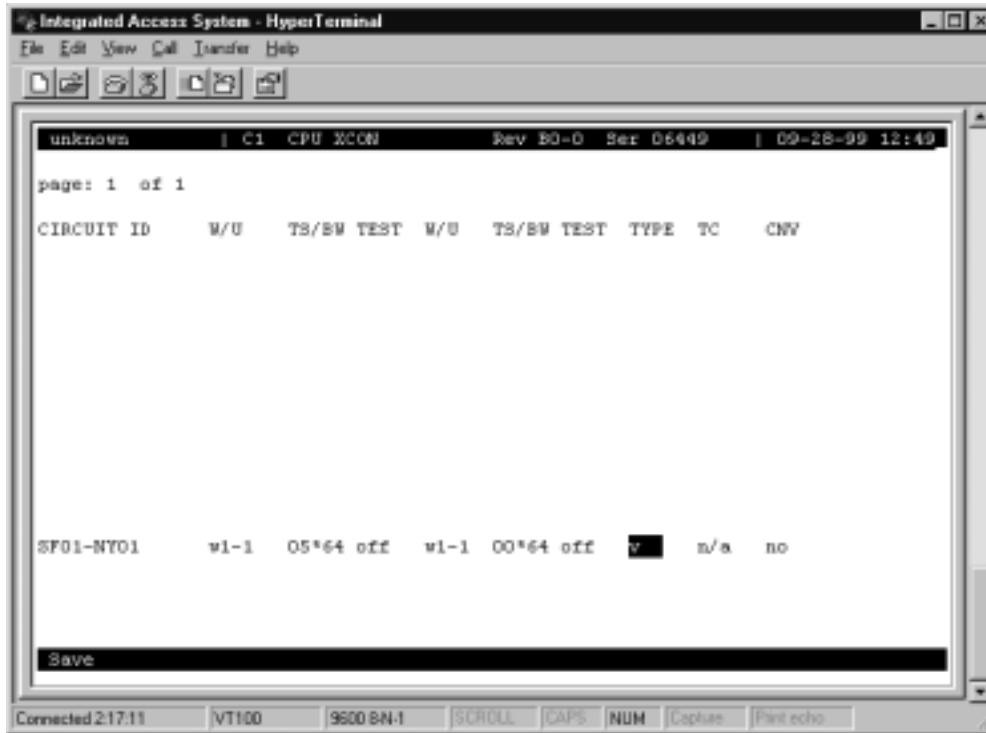 Integrated Access System - HyperTerminal
File Edit View Call Transfer Help
unknown | C1 CPU XCON Rev B0-0 Ser 06449 | 09-28-99 12:49
page: 1 of 1
CIRCUIT ID W/U TS/BW TEST W/U TS/BW TEST TYPE TC CNV
SF01-NY01 w1-1 05*64 off w1-1 00*64 off v n/a no
Save
Connected 2:17:11 VT100 9600 8-N-1 SCROLL CAPS NUM Capture Print echo